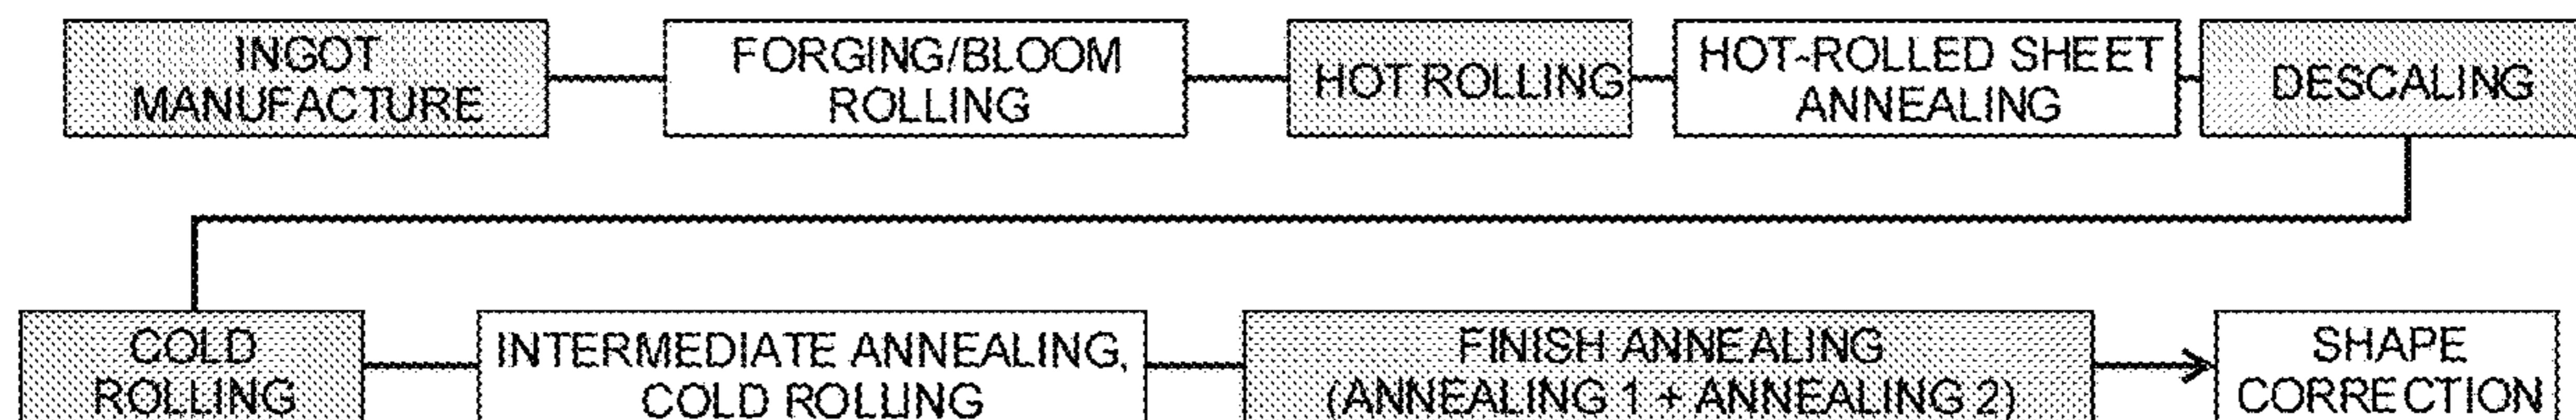 INGOT
MANUFACTURE
FORGING/BLOOM
ROLLING
HOT ROLLING
HOT-ROLLED SHEET
ANNEALING
DESCALING
COLD
ROLLING
INTERMEDIATE ANNEALING,
COLD ROLLING
FINISH ANNEALING
(ANNEALING 1 + ANNEALING 2)
SHAPE
CORRECTION